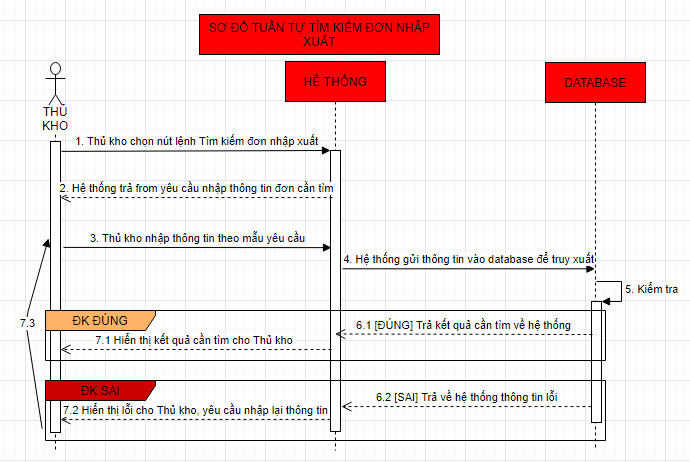 SƠ ĐỒ TUẦN TỰ TÌM KIẾM ĐƠN NHẬP
XUẤT
HỆ THỐNG
DATABASE
THỦ
KHO
1. Thủ kho chọn nút lệnh Tìm kiếm đơn nhập xuất
2. Hệ thống trả from yêu cầu nhập thông tin đơn cần tìm
3. Thủ kho nhập thông tin theo mẫu yêu cầu
4. Hệ thống gửi thông tin vào database để truy xuất
5. Kiểm tra
7.3
ĐK ĐÚNG
6.1 [ĐÚNG] Trả kết quả cần tìm về hệ thống
7.1 Hiển thị kết quả cần tìm cho Thủ kho
ĐK SAI
6.2 [SAI] Trả về hệ thống thông tin lỗi
7.2 Hiển thị lỗi cho Thủ kho, yêu cầu nhập lại thông tin